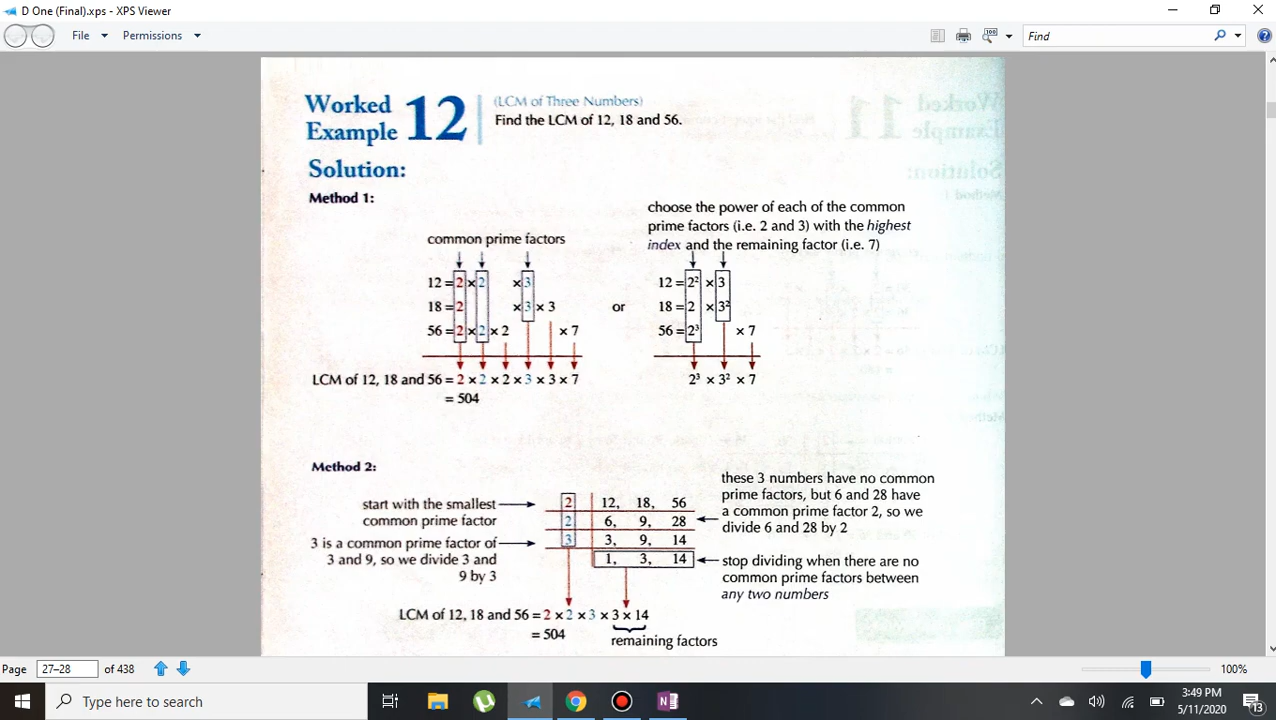 D One (Final).xps - XPS Viewer
File Permissions
Find
Worked Example 12
(LCM of Three Numbers)
Find the LCM of 12, 18 and 56.
Solution:
Method 1:
common prime factors
12 = 2 × 2 × 3
18 = 2 × 3 × 3
56 = 2 × 2 × 2 × 7
LCM of 12, 18 and 56 = 2 × 2 × 2 × 3 × 3 × 7
= 504
or
choose the power of each of the common
prime factors (i.e. 2 and 3) with the highest
index and the remaining factor (i.e. 7)
12 = 2² × 3
18 = 2 × 3²
56 = 2³ × 7
2³ × 3² × 7
Method 2:
start with the smallest
common prime factor
3 is a common prime factor of
3 and 9, so we divide 3 and
9 by 3
2 12, 18, 56
2 6, 9, 28
3 3, 9, 14
1, 3, 14
these 3 numbers have no common
prime factors, but 6 and 28 have
a common prime factor 2, so we
divide 6 and 28 by 2
stop dividing when there are no
common prime factors between
any two numbers
LCM of 12, 18 and 56 = 2 × 2 × 3 × 3 × 14
= 504
remaining factors
Page 27-28 of 438
100%
Type here to search
3:49 PM
5/11/2020
13